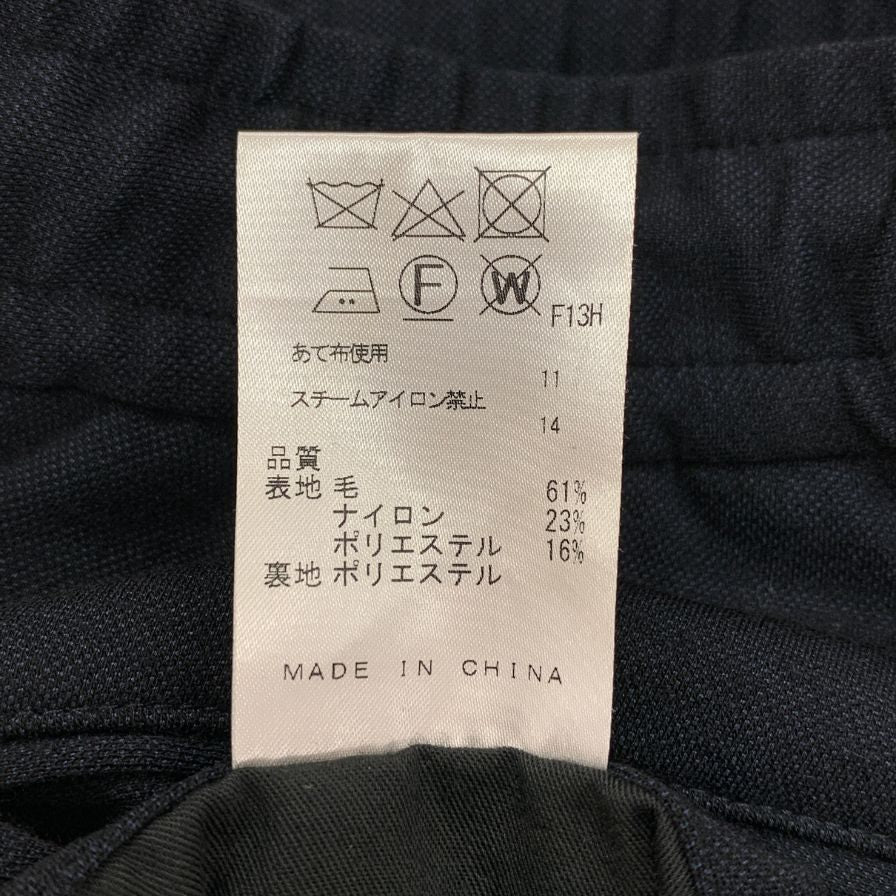 F W F13H
あて布使用
11
スチームアイロン禁止
14
品質
表地 毛 61%
ナイロン 23%
ポリエステル 16%
裏地 ポリエステル
MADE IN CHINA